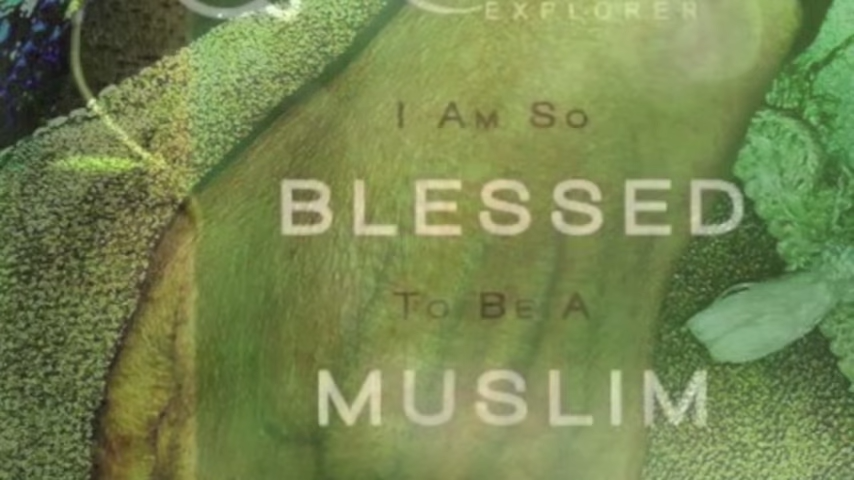 EXPLORER
I AM SO
BLESSED
TO BE A
MUSLIM